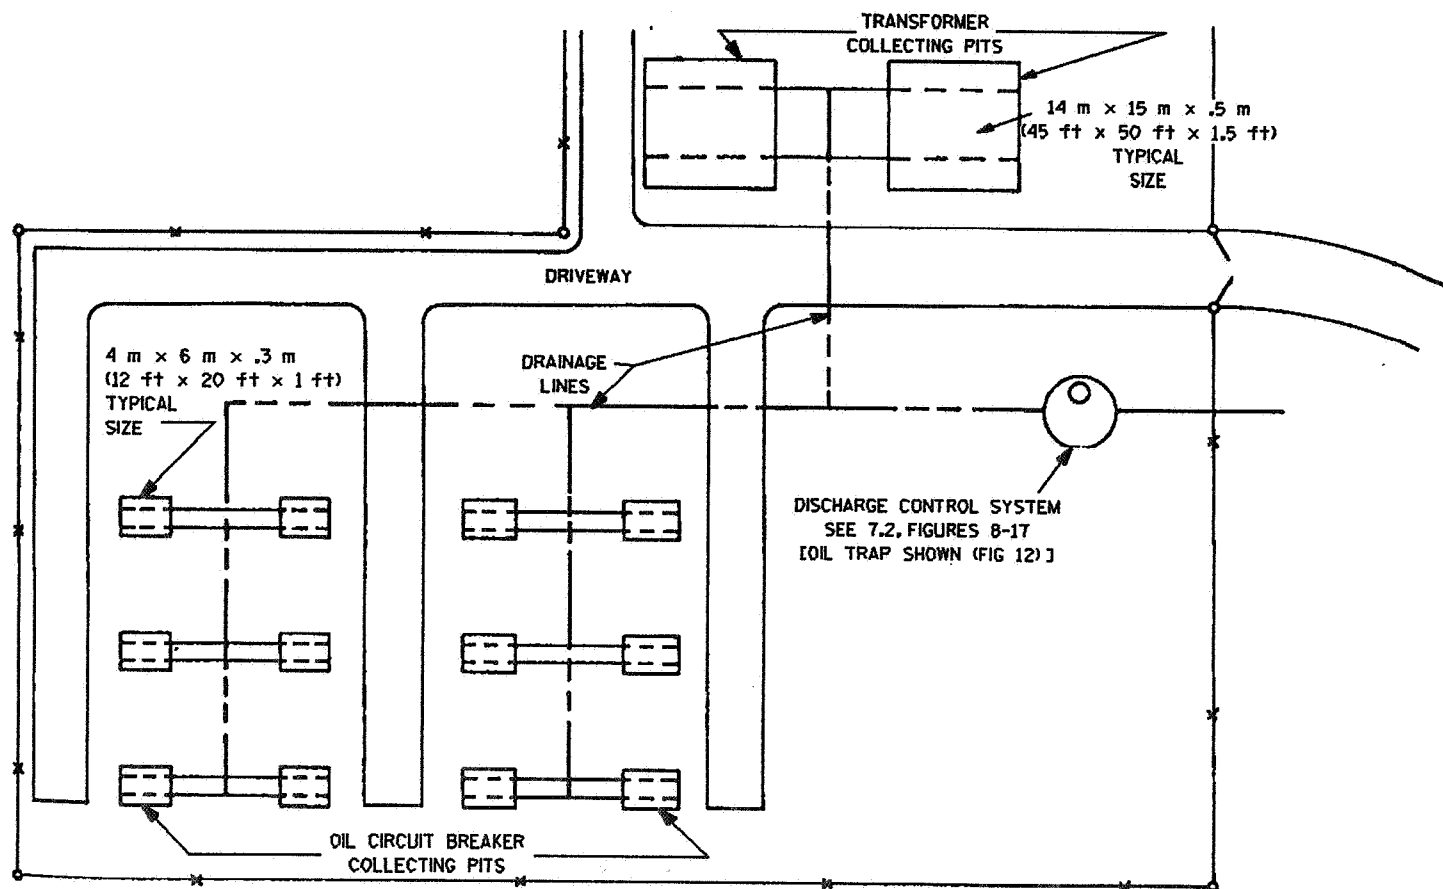 TRANSFORMER
COLLECTING PITS
14 m x 15 m x .5 m
(45 ft x 50 ft x 1.5 ft)
TYPICAL
SIZE
DRIVEWAY
4 m x 6 m x .3 m
(12 ft x 20 ft x 1 ft)
TYPICAL
SIZE
DRAINAGE
LINES
DISCHARGE CONTROL SYSTEM
SEE 7.2, FIGURES 8-17
[OIL TRAP SHOWN (FIG 12)]
OIL CIRCUIT BREAKER
COLLECTING PITS